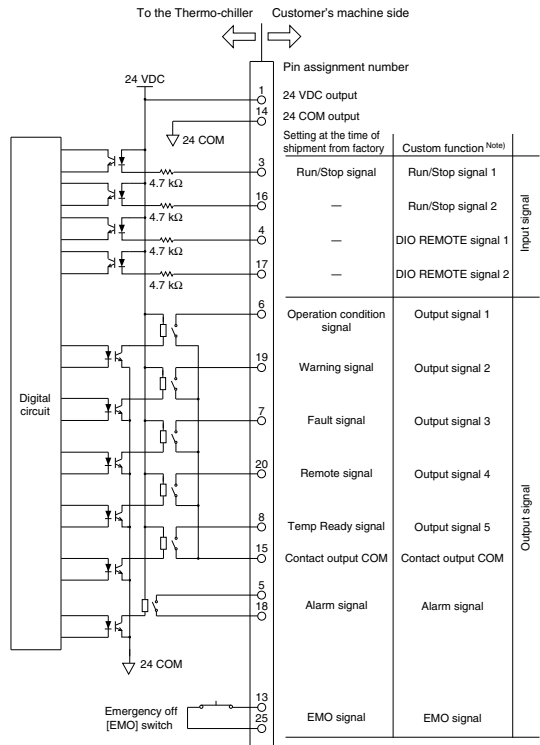 To the Thermo-chiller
Customer's machine side
Pin assignment number
24 VDC
1
24 VDC output
14
24 COM output
24 COM
Setting at the time of
shipment from factory
Custom function Note)
3
Run/Stop signal
Run/Stop signal 1
4.7 kΩ
16
—
Run/Stop signal 2
4.7 kΩ
4
—
DIO REMOTE signal 1
4.7 kΩ
17
—
DIO REMOTE signal 2
4.7 kΩ
Input signal
6
Operation condition
signal
Output signal 1
19
Warning signal
Output signal 2
Digital
circuit
7
Fault signal
Output signal 3
20
Remote signal
Output signal 4
8
Temp Ready signal
Output signal 5
15
Contact output COM
Contact output COM
5
18
Alarm signal
Alarm signal
Output signal
24 COM
Emergency off
[EMO] switch
13
25
EMO signal
EMO signal